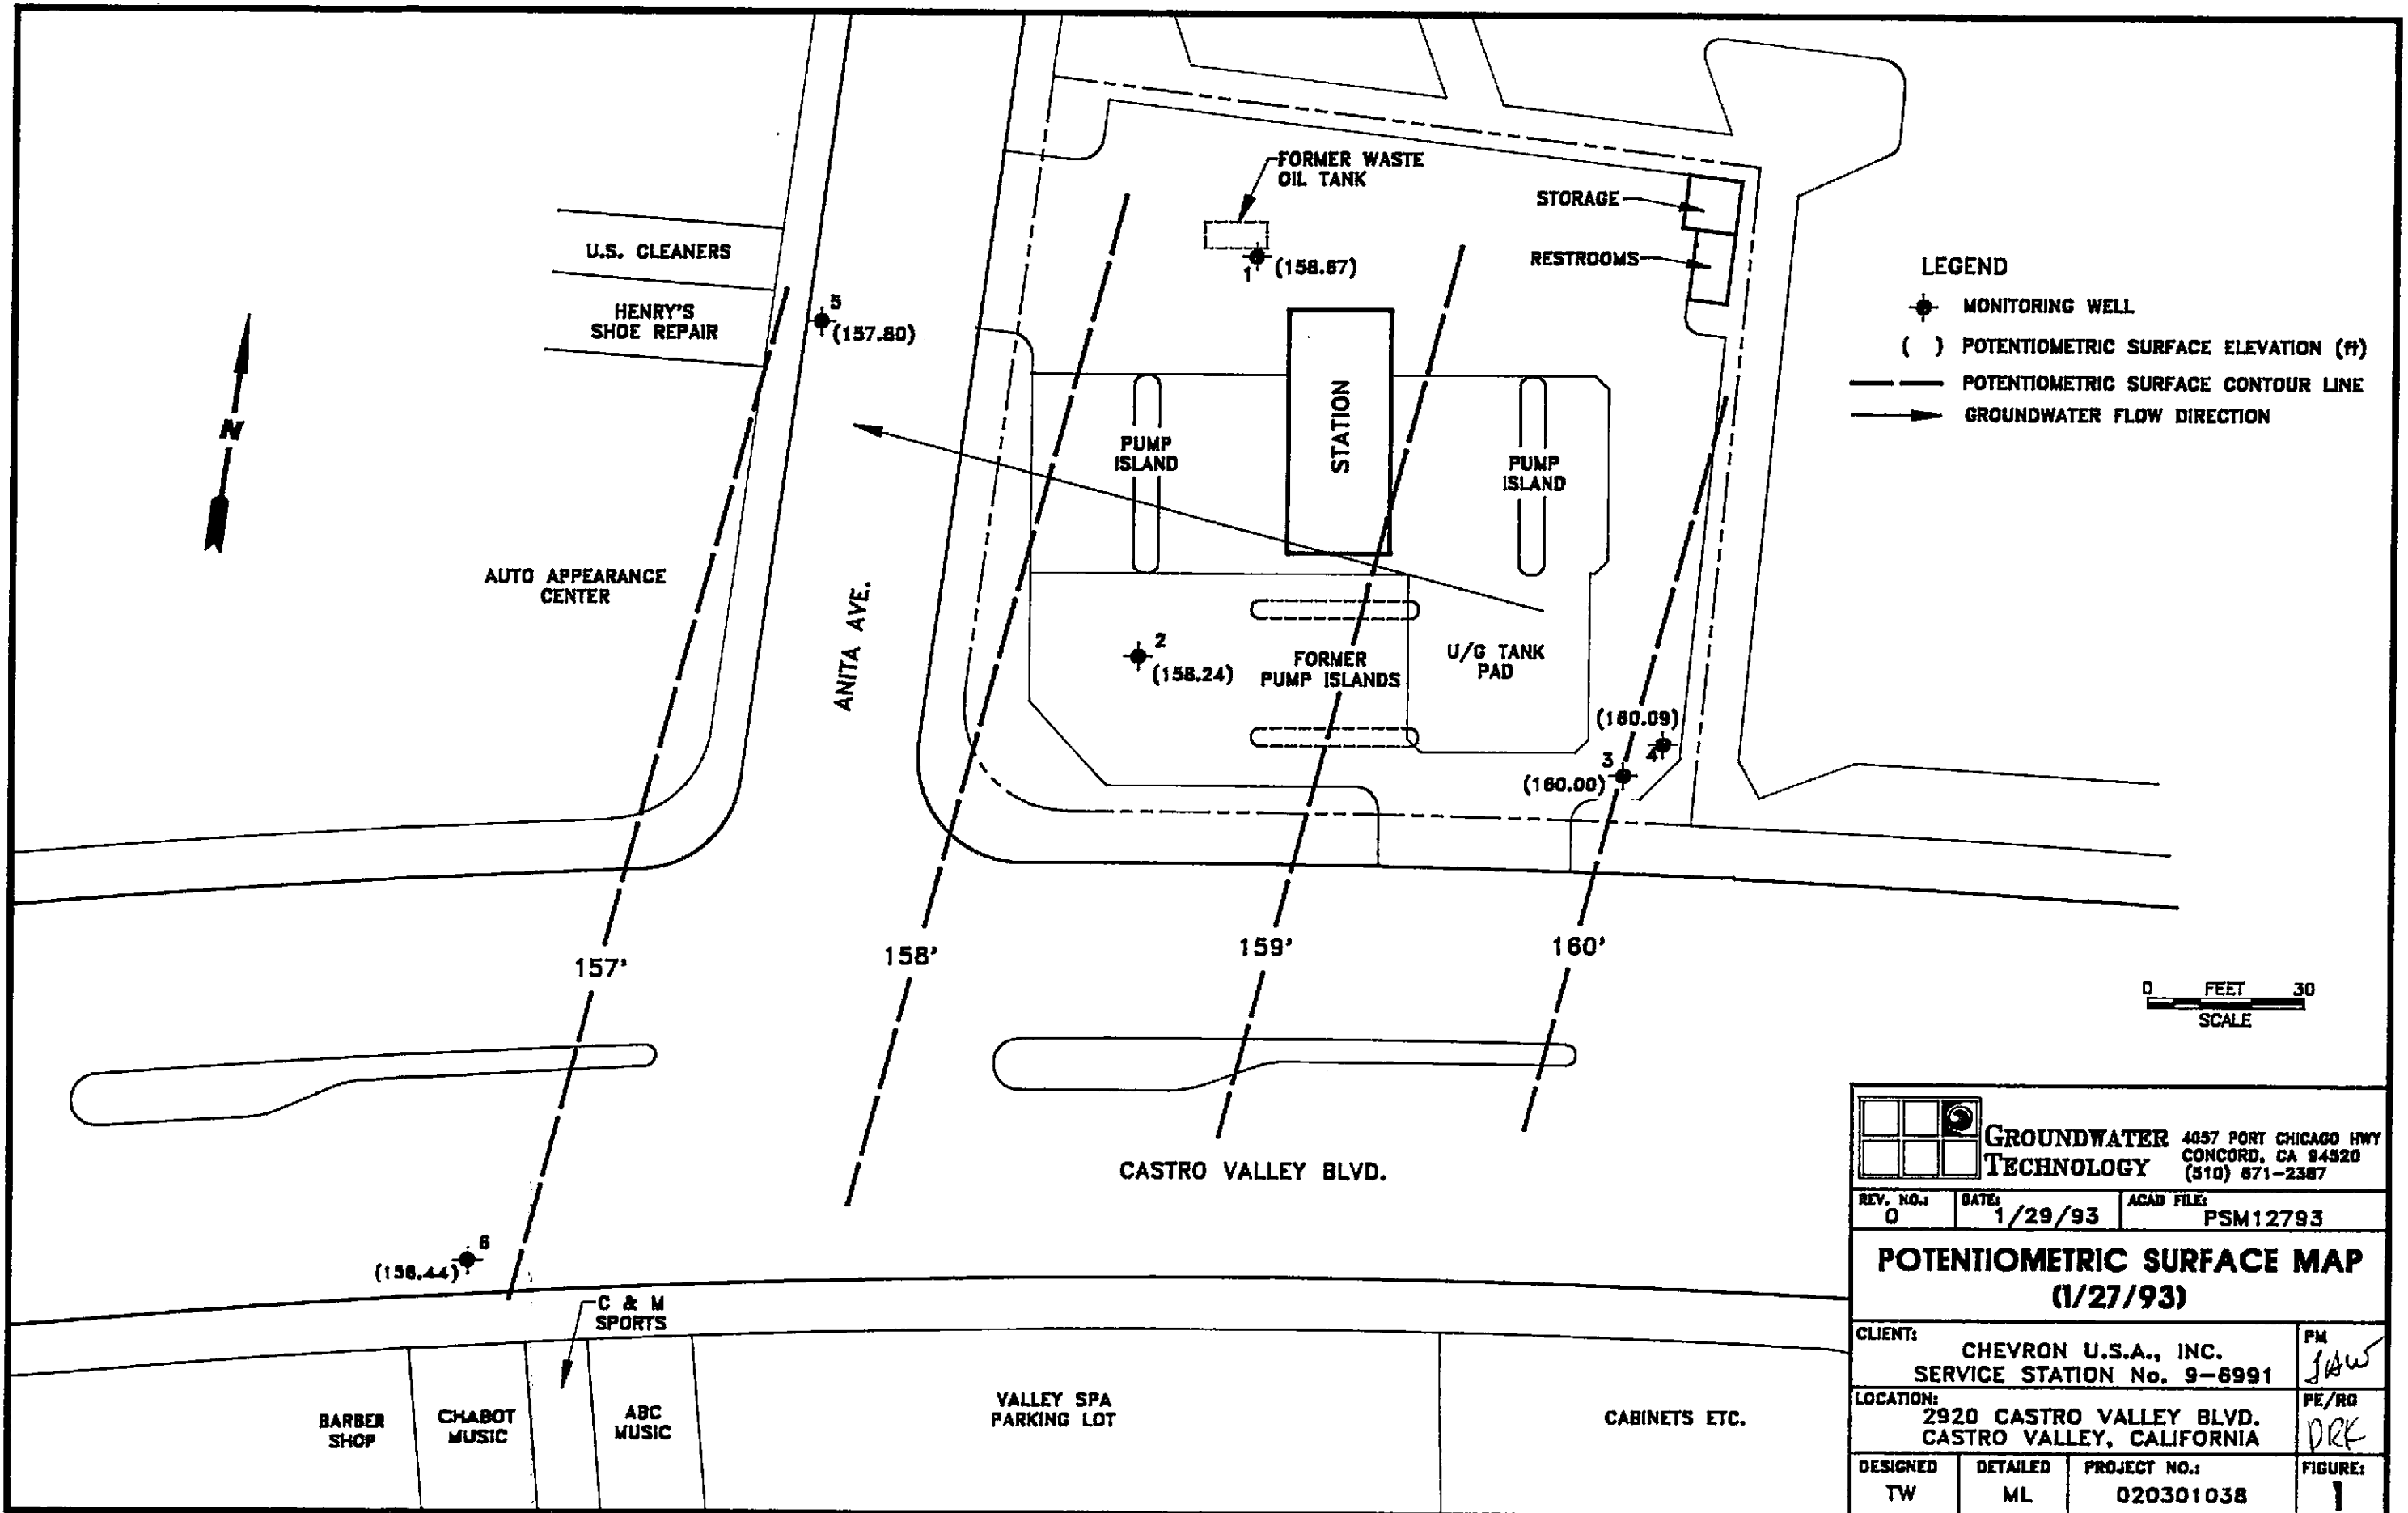 FORMER WASTE
OIL TANK
STORAGE
RESTROOMS
1 (158.67)
U.S. CLEANERS
HENRY'S
SHOE REPAIR
5
(157.80)
N
AUTO APPEARANCE
CENTER
ANITA AVE.
PUMP
ISLAND
STATION
PUMP
ISLAND
2
(158.24)
FORMER
PUMP ISLANDS
U/G TANK
PAD
(160.09)
4
3
(160.00)
LEGEND
MONITORING WELL
( ) POTENTIOMETRIC SURFACE ELEVATION (ft)
POTENTIOMETRIC SURFACE CONTOUR LINE
GROUNDWATER FLOW DIRECTION
157'
158'
159'
160'
0 FEET 30
SCALE
CASTRO VALLEY BLVD.
6
(156.44)
C & M
SPORTS
BARBER
SHOP
CHABOT
MUSIC
ABC
MUSIC
VALLEY SPA
PARKING LOT
CABINETS ETC.
GROUNDWATER
TECHNOLOGY
4057 PORT CHICAGO HWY
CONCORD, CA 94520
(510) 671-2387
REV. NO.: 0
DATE: 1/29/93
ACAD FILE: PSM12793
POTENTIOMETRIC SURFACE MAP
(1/27/93)
CLIENT:
CHEVRON U.S.A., INC.
SERVICE STATION No. 9-6991
PM
JAW
LOCATION:
2920 CASTRO VALLEY BLVD.
CASTRO VALLEY, CALIFORNIA
PE/RG
DRK
DESIGNED
TW
DETAILED
ML
PROJECT NO.:
020301038
FIGURE:
1